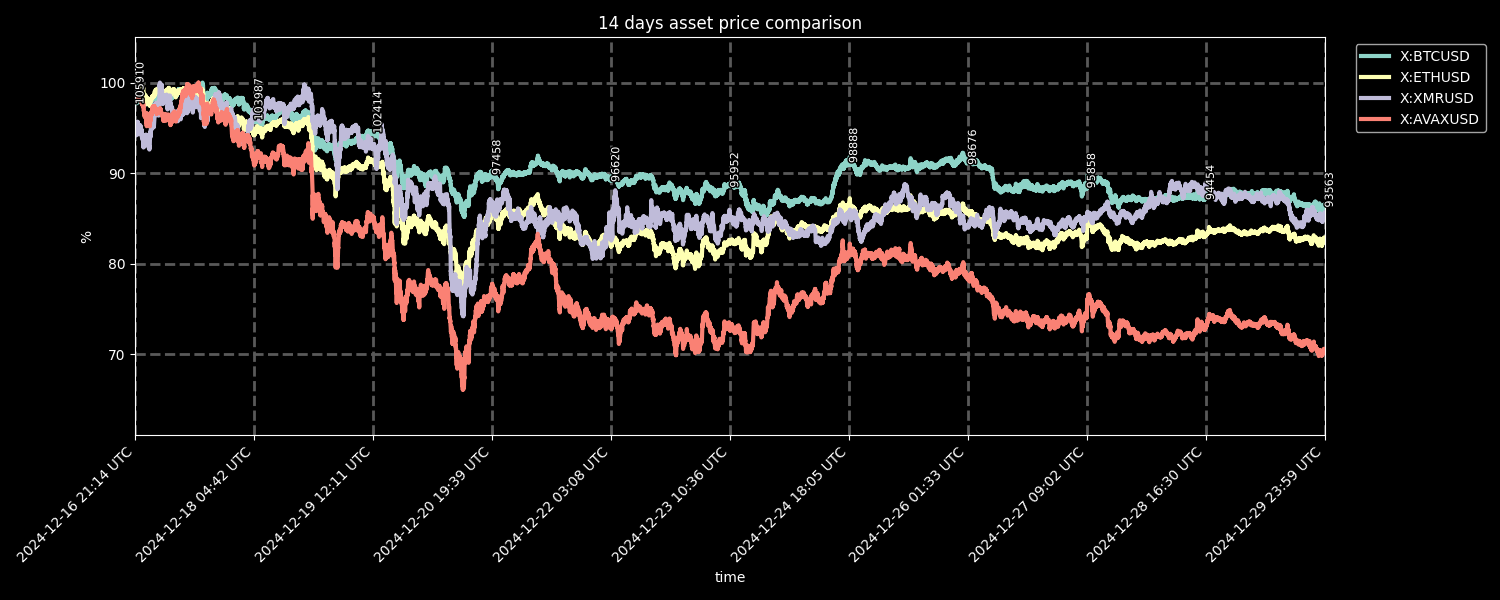 14 days asset price comparison
X:BTCUSD
X:ETHUSD
X:XMRUSD
X:AVAXUSD
%
100
90
80
70
105910
103987
102414
97458
96620
95952
98888
98676
95858
94454
93563
2024-12-16 21:14 UTC
2024-12-18 04:42 UTC
2024-12-19 12:11 UTC
2024-12-20 19:39 UTC
2024-12-22 03:08 UTC
2024-12-23 10:36 UTC
2024-12-24 18:05 UTC
2024-12-26 01:33 UTC
2024-12-27 09:02 UTC
2024-12-28 16:30 UTC
2024-12-29 23:59 UTC
time